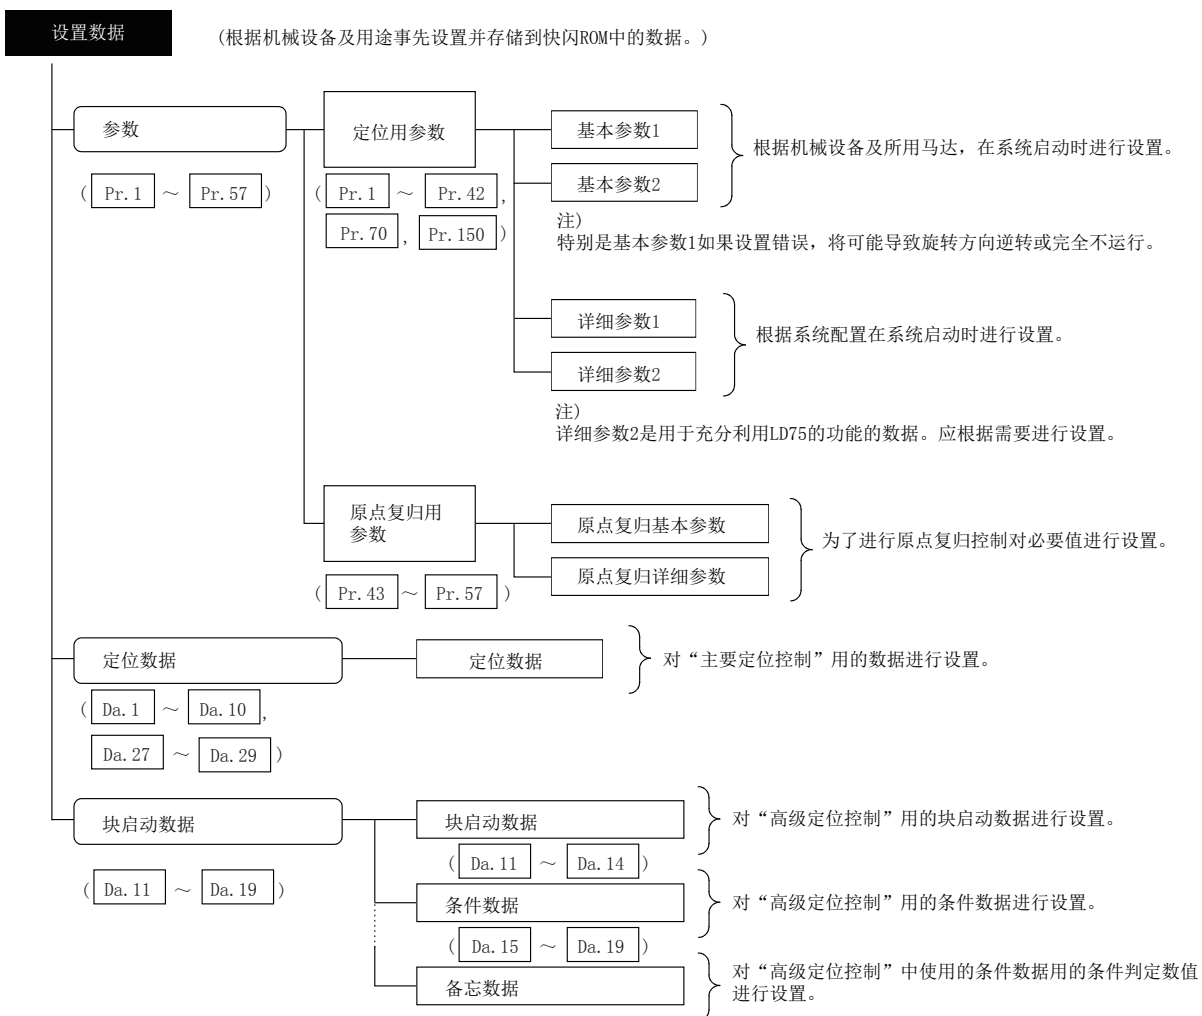 设置数据 (根据机械设备及用途事先设置并存储到快闪ROM中的数据。)
参数
(Pr.1 ～ Pr.57)
定位用参数
(Pr.1 ～ Pr.42,
Pr.70, Pr.150)
基本参数1
基本参数2
根据机械设备及所用马达，在系统启动时进行设置。
注)
特别是基本参数1如果设置错误，将可能导致旋转方向逆转或完全不运行。
详细参数1
详细参数2
根据系统配置在系统启动时进行设置。
注)
详细参数2是用于充分利用LD75的功能的数据。应根据需要进行设置。
原点复归用
参数
(Pr.43 ～ Pr.57)
原点复归基本参数
原点复归详细参数
为了进行原点复归控制对必要值进行设置。
定位数据
(Da.1 ～ Da.10,
Da.27 ～ Da.29)
定位数据
对“主要定位控制”用的数据进行设置。
块启动数据
(Da.11 ～ Da.19)
块启动数据
(Da.11 ～ Da.14)
对“高级定位控制”用的块启动数据进行设置。
条件数据
(Da.15 ～ Da.19)
对“高级定位控制”用的条件数据进行设置。
备忘数据
对“高级定位控制”中使用的条件数据用的条件判定数值
进行设置。